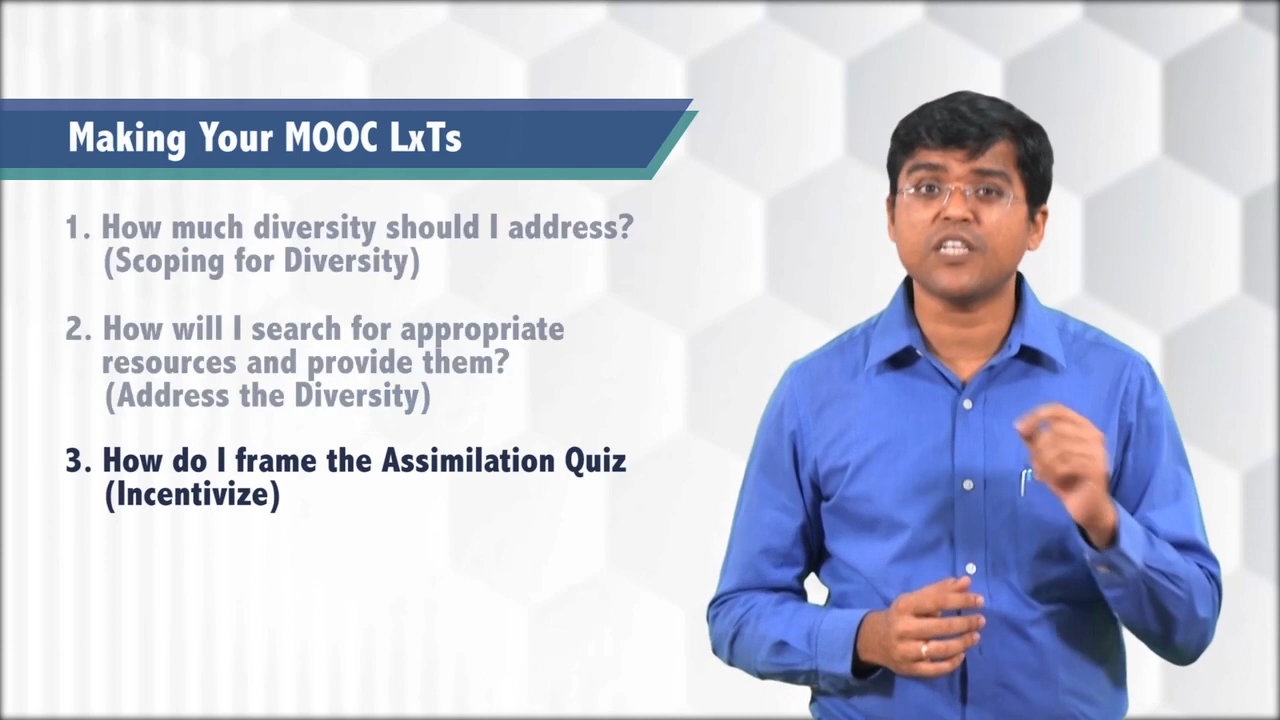 Making Your MOOC LxTs
1. How much diversity should I address?
(Scoping for Diversity)
2. How will I search for appropriate
resources and provide them?
(Address the Diversity)
3. How do I frame the Assimilation Quiz
(Incentivize)